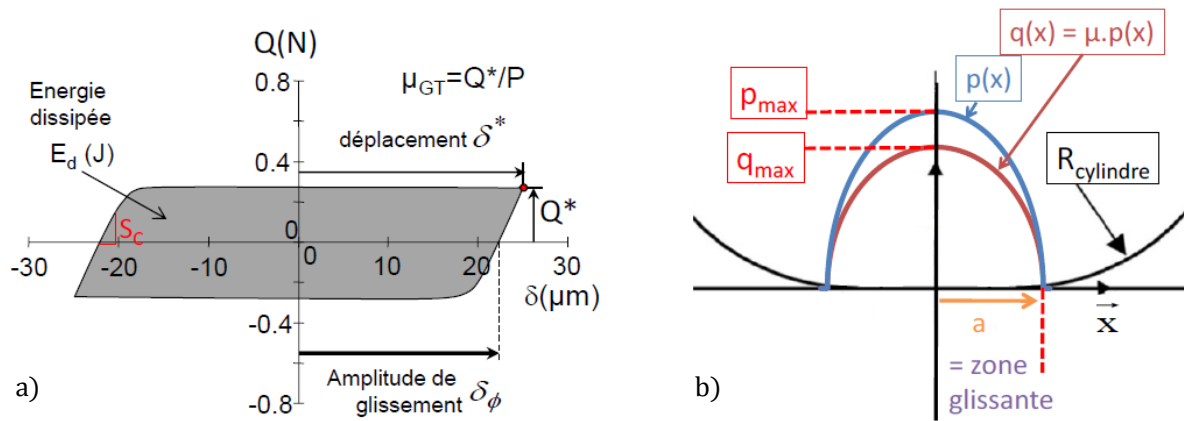 Q(N)
0.8
0.4
0
-0.4
-0.8
-30
-20
-10
0
10
20
30
δ(μm)
μGT=Q*/P
Energie
dissipée
Ed (J)
déplacement δ*
Q*
Sc
Amplitude de
glissement δϕ
a)
q(x) = μ.p(x)
p(x)
pmax
qmax
Rcylindre
a
x
= zone
glissante
b)